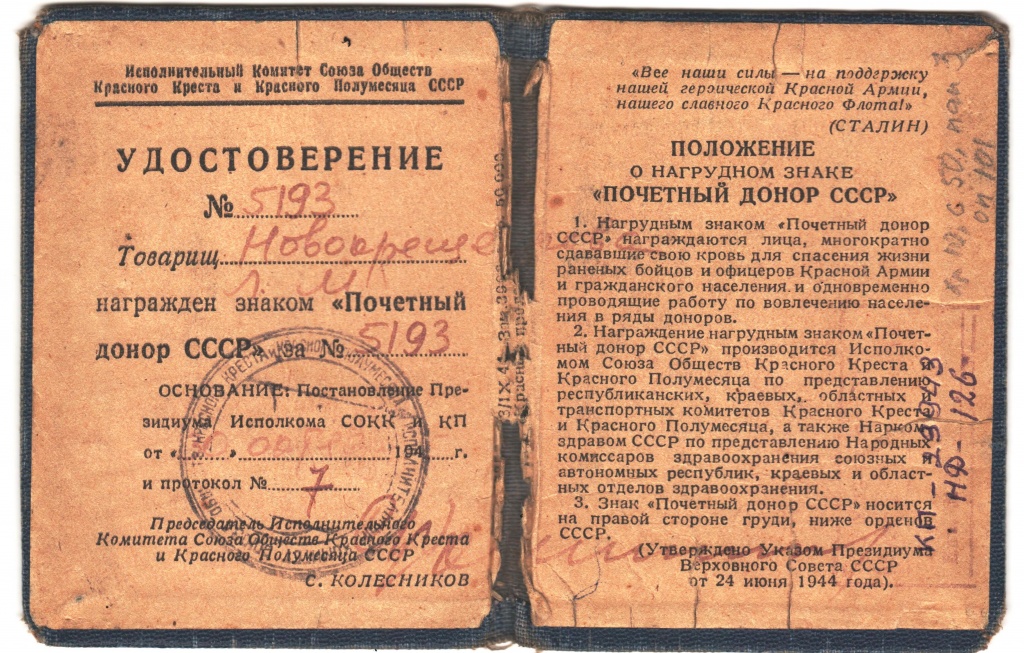 Исполнительный Комитет Союза Обществ
Красного Креста и Красного Полумесяца СССР
УДОСТОВЕРЕНИЕ
№ 5193
Товарищ
награжден знаком «Почетный
донор СССР» за № 5193
ОСНОВАНИЕ: Постановление Пре-
зидиума Исполкома СОКК и КП
от « » 194 г.
и протокол № 7
Председатель Исполнительного
Комитета Союза Обществ Красного Креста
и Красного Полумесяца СССР
С. КОЛЕСНИКОВ
«Все наши силы — на поддержку
нашей героической Красной Армии,
нашего славного Красного Флота!»
(СТАЛИН)
ПОЛОЖЕНИЕ
О НАГРУДНОМ ЗНАКЕ
«ПОЧЕТНЫЙ ДОНОР СССР»
1. Нагрудным знаком «Почетный донор
СССР» награждаются лица, многократно
сдававшие свою кровь для спасения жизни
раненых бойцов и офицеров Красной Армии
и гражданского населения и одновременно
проводящие работу по вовлечению населе-
ния в ряды доноров.
2. Награждение нагрудным знаком «Почет-
ный донор СССР» производится Исполко-
мом Союза Обществ Красного Креста и
Красного Полумесяца по представлению
республиканских, краевых, областных и
транспортных комитетов Красного Креста
и Красного Полумесяца, а также Нарком-
здравом СССР по представлению Народных
комиссаров здравоохранения союзных и
автономных республик, краевых и област-
ных отделов здравоохранения.
3. Знак «Почетный донор СССР» носится
на правой стороне груди, ниже орденов
СССР.
(Утверждено Указом Президиума
Верховного Совета СССР
от 24 июня 1944 года).
НФ-126